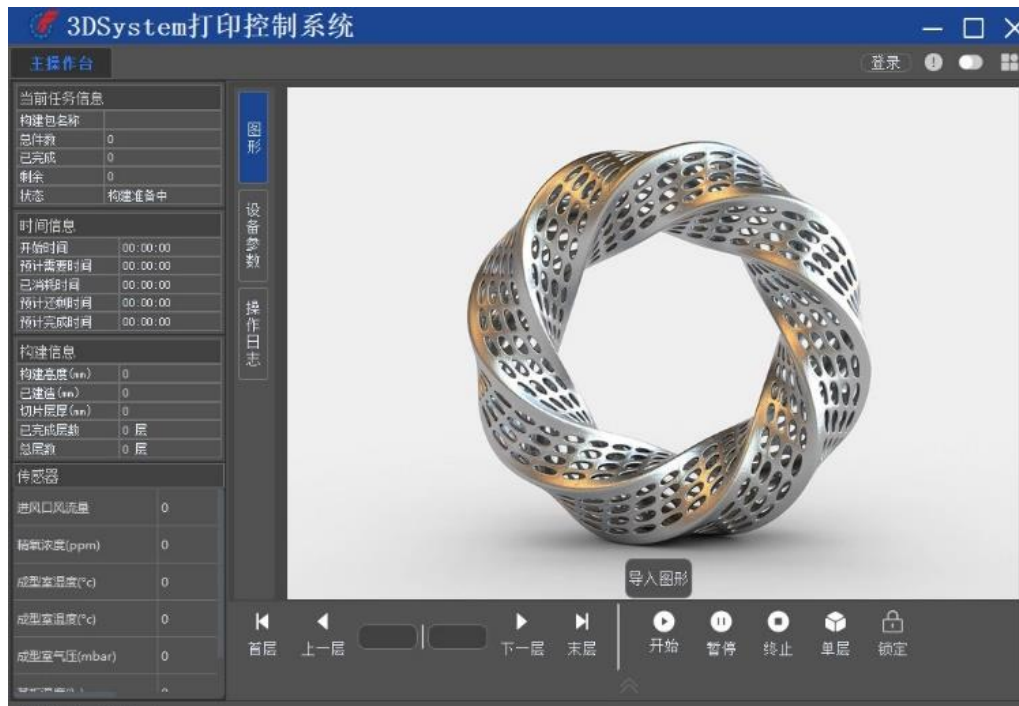 3DSystem打印控制系统
主操作台
登录
当前任务信息
构建包名称
总件数 0
已完成 0
剩余 0
状态 构建准备中
时间信息
开始时间 00:00:00
预计需要时间 00:00:00
已消耗时间 00:00:00
预计还剩时间 00:00:00
预计完成时间 00:00:00
构建信息
构建高度(mm) 0
已建造(mm) 0
切片层厚(mm) 0
已完成层数 0 层
总层数 0 层
传感器
进风口风流量 0
精氧浓度(ppm) 0
成型室湿度(°c) 0
成型室温度(°c) 0
成型室气压(mbar) 0
图形
设备参数
操作日志
导入图形
首层
上一层
下一层
末层
开始
暂停
终止
单层
锁定